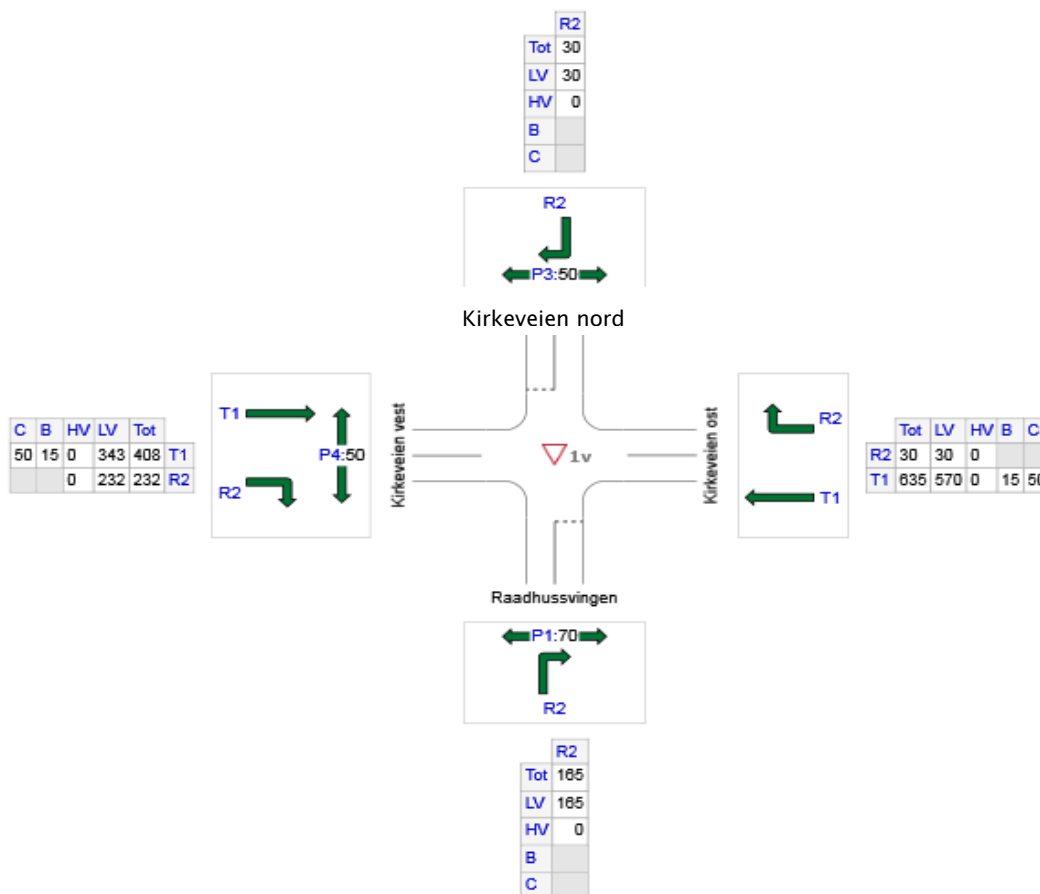 R2
Tot 30
LV 30
HV 0
B
C
R2
P3:50
Kirkeveien nord
C B HV LV Tot
50 15 0 343 408 T1
0 232 232 R2
T1
P4:50
R2
Kirkeveien vest
1v
Kirkeveien ost
R2
T1
Tot LV HV B C
R2 30 30 0
T1 635 570 0 15
Raadhussvingen
P1:70
R2
R2
Tot 165
LV 165
HV 0
B
C